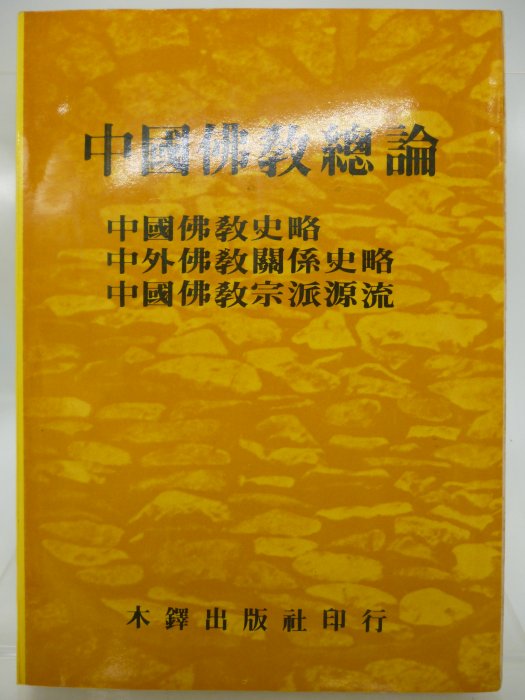 中國佛教總論
中國佛教史略
中外佛教關係史略
中國佛教宗派源流
木鐸出版社印行